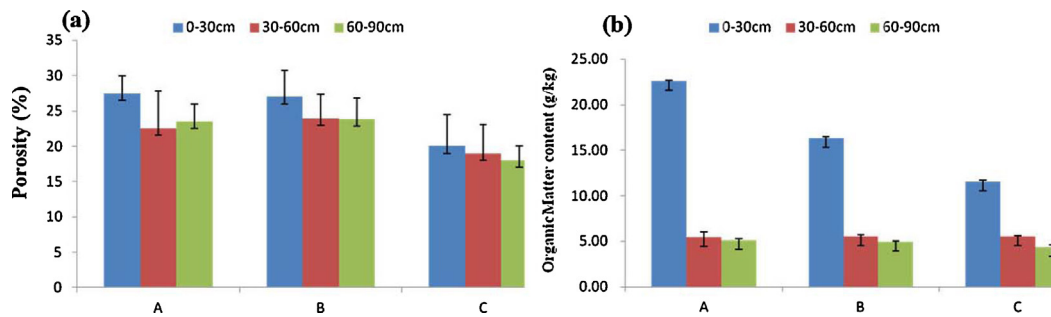 (a)
0-30cm 30-60cm 60-90cm
Porosity (%)
35
30
25
20
15
10
5
0
A B C
(b)
0-30cm 30-60cm 60-90cm
OrganicMatter content (g/kg)
25.00
20.00
15.00
10.00
5.00
0.00
A B C